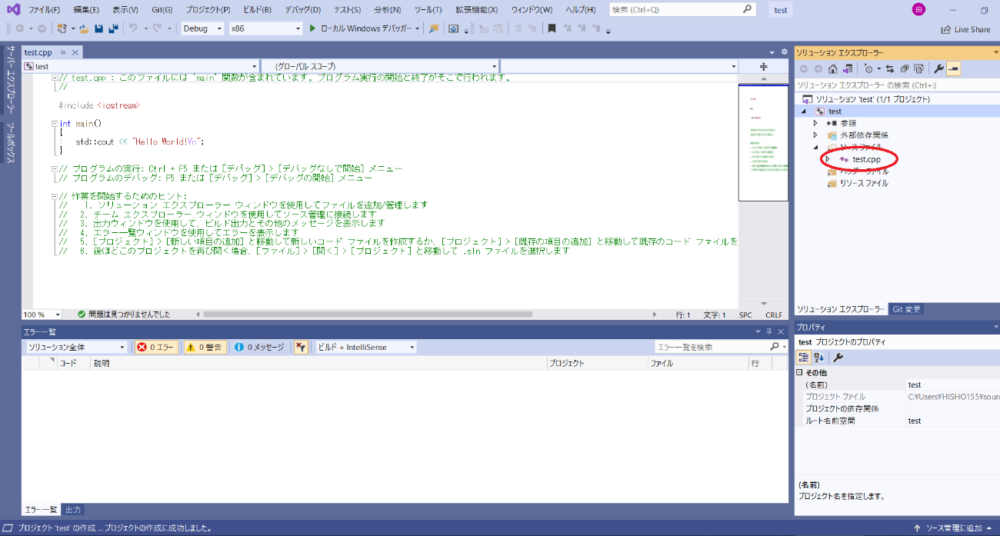 ファイル(F) 編集(E) 表示(V) Git(G) プロジェクト(P) ビルド(B) デバッグ(D) テスト(S) 分析(N) ツール(T) 拡張機能(X) ウィンドウ(W) ヘルプ(H) 検索 (Ctrl+Q) test 由
Debug x86 ローカル Windows デバッガー Live Share
サーバー エクスプローラー
ツールボックス
test.cpp
test (グローバル スコープ)
// test.cpp : このファイルには 'main' 関数が含まれています。プログラム実行の開始と終了がそこで行われます。
//
#include <iostream>
int main()
{
std::cout << "Hello World!¥n";
}
// プログラムの実行: Ctrl + F5 または [デバッグ] > [デバッグなしで開始] メニュー
// プログラムのデバッグ: F5 または [デバッグ] > [デバッグの開始] メニュー
// 作業を開始するためのヒント:
// 1. ソリューション エクスプローラー ウィンドウを使用してファイルを追加/管理します
// 2. チーム エクスプローラー ウィンドウを使用してソース管理に接続します
// 3. 出力ウィンドウを使用して、ビルド出力とその他のメッセージを表示します
// 4. エラー一覧ウィンドウを使用してエラーを表示します
// 5. [プロジェクト] > [新しい項目の追加] と移動して新しいコード ファイルを作成するか、[プロジェクト] > [既存の項目の追加] と移動して既存のコード ファイルを
// 6. 後ほどこのプロジェクトを再び開く場合、[ファイル] > [開く] > [プロジェクト] と移動して .sln ファイルを選択します
100 % 問題は見つかりませんでした 行: 1 文字: 1 SPC CRLF
エラー一覧
ソリューション全体 0 エラー 0 警告 0 メッセージ ビルド + IntelliSense エラー一覧を検索
コード 説明 プロジェクト ファイル 行
エラー一覧 出力
ソリューション エクスプローラー
ソリューション エクスプローラー の検索 (Ctrl+;)
ソリューション 'test' (1/1 プロジェクト)
test
参照
外部依存関係
ソース ファイル
test.cpp
ヘッダー ファイル
リソース ファイル
ソリューション エクスプローラー Git 変更
プロパティ
test プロジェクトのプロパティ
その他
(名前) test
プロジェクト ファイル C:¥Users¥HISHO155¥sourc
プロジェクトの依存関係
ルート名前空間 test
(名前)
プロジェクト名を指定します。
プロジェクト 'test' の作成 ... プロジェクトの作成に成功しました。 ソース管理に追加